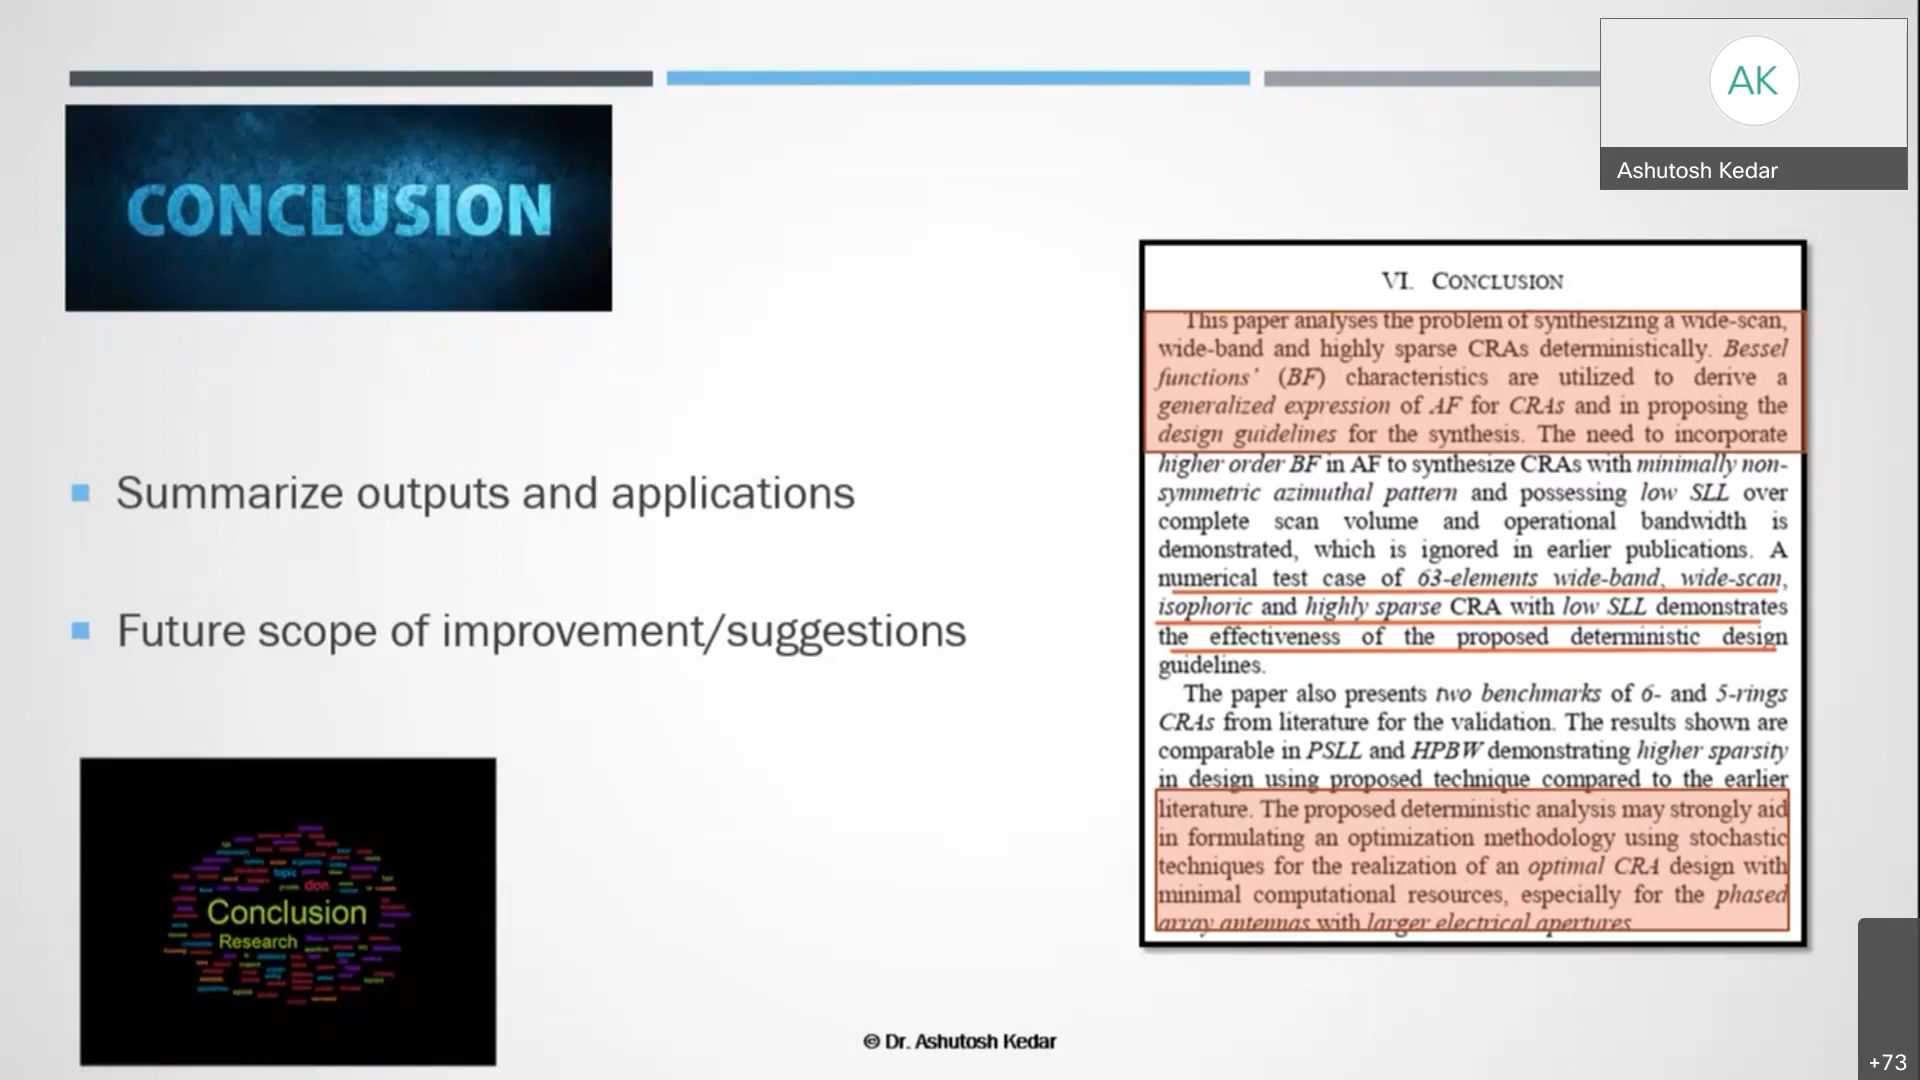 CONCLUSION
AK
Ashutosh Kedar
Summarize outputs and applications
Future scope of improvement/suggestions
VI. CONCLUSION
This paper analyses the problem of synthesizing a wide-scan,
wide-band and highly sparse CRAs deterministically. Bessel
functions' (BF) characteristics are utilized to derive a
generalized expression of AF for CRAs and in proposing the
design guidelines for the synthesis. The need to incorporate
higher order BF in AF to synthesize CRAs with minimally non-
symmetric azimuthal pattern and possessing low SLL over
complete scan volume and operational bandwidth is
demonstrated, which is ignored in earlier publications. A
numerical test case of 63-elements wide-band, wide-scan,
isophoric and highly sparse CRA with low SLL demonstrates
the effectiveness of the proposed deterministic design
guidelines.
The paper also presents two benchmarks of 6- and 5-rings
CRAs from literature for the validation. The results shown are
comparable in PSLL and HPBW demonstrating higher sparsity
in design using proposed technique compared to the earlier
literature. The proposed deterministic analysis may strongly aid
in formulating an optimization methodology using stochastic
techniques for the realization of an optimal CRA design with
minimal computational resources, especially for the phased
array antennas with larger electrical apertures
topic
don
Conclusion
Research
© Dr. Ashutosh Kedar
+73